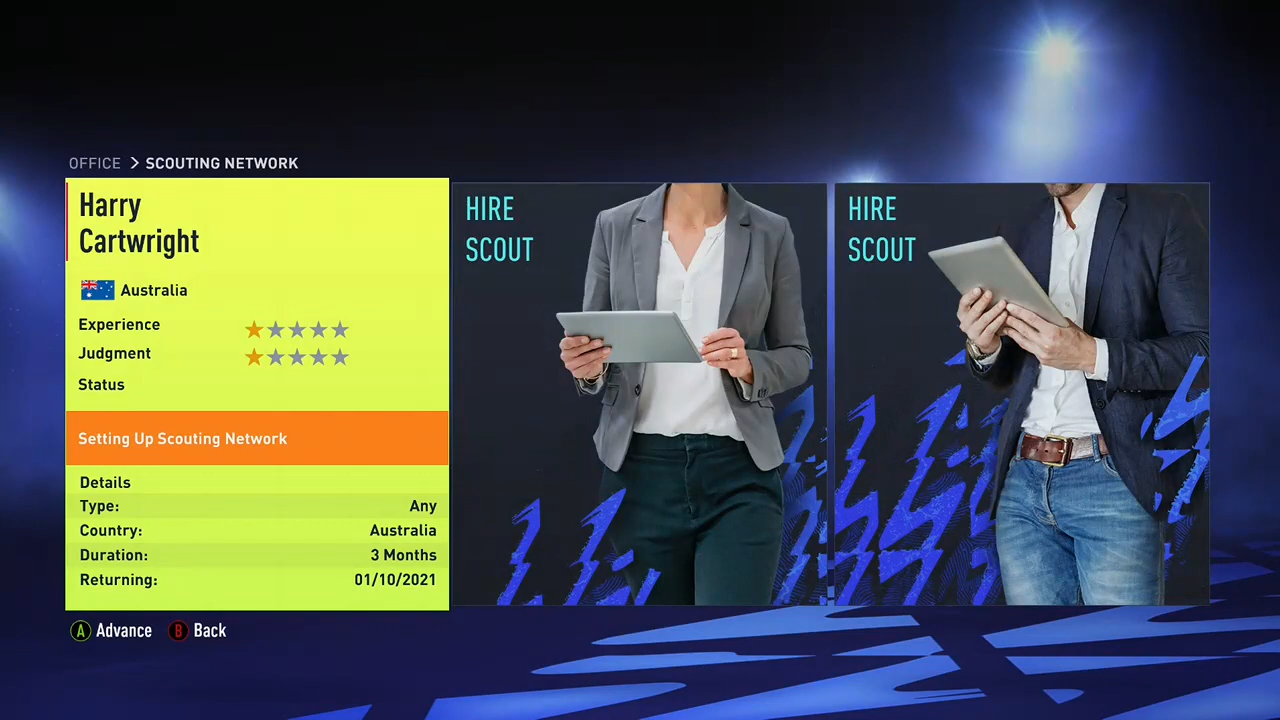 OFFICE > SCOUTING NETWORK
Harry
Cartwright
Australia
Experience
Judgment
Status
Setting Up Scouting Network
Details
Type: Any
Country: Australia
Duration: 3 Months
Returning: 01/10/2021
HIRE
SCOUT
HIRE
SCOUT
A Advance B Back